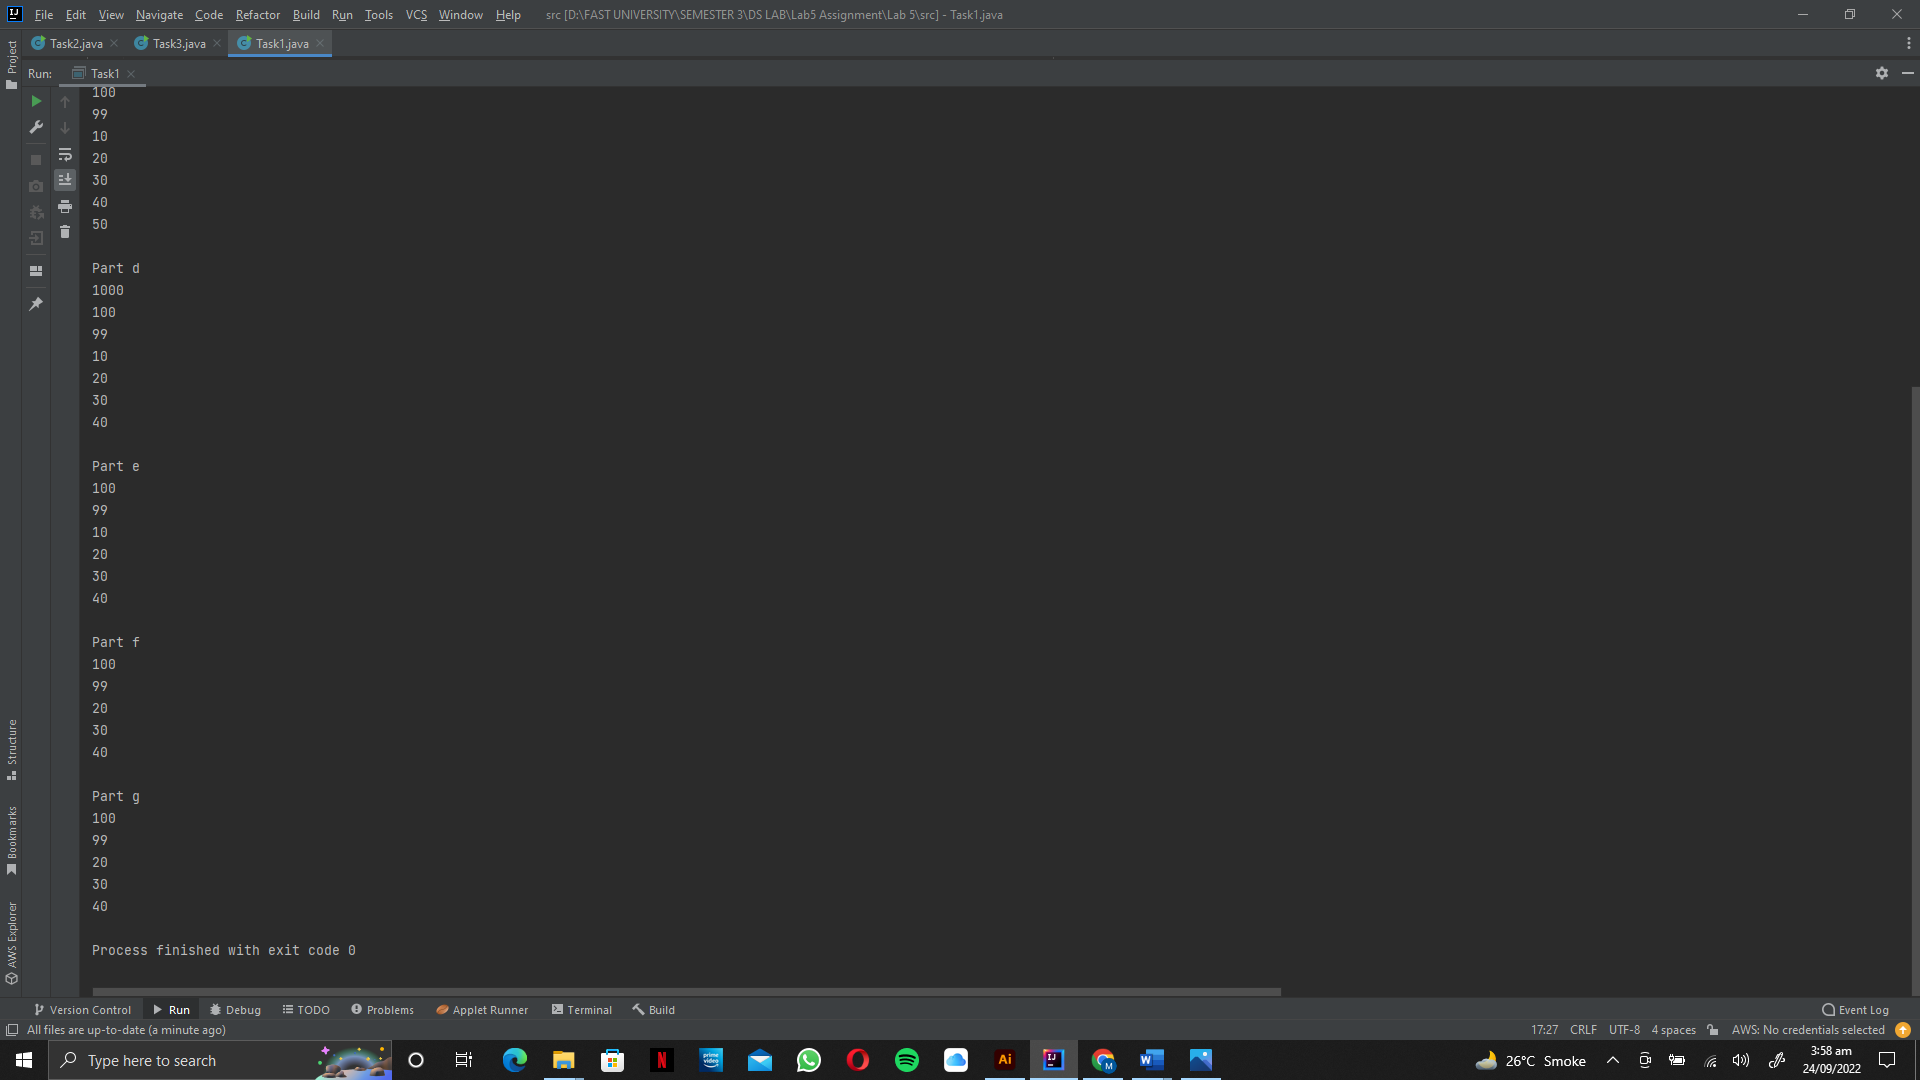 File Edit View Navigate Code Refactor Build Run Tools VCS Window Help src [D:\FAST UNIVERSITY\SEMESTER 3\DS LAB\Lab5 Assignment\Lab 5\src] - Task1.java
Task2.java Task3.java Task1.java
Project
Run: Task1
100
99
10
20
30
40
50
Part d
1000
100
99
10
20
30
40
Part e
100
99
10
20
30
40
Part f
100
99
20
30
40
Part g
100
99
20
30
40
Process finished with exit code 0
Structure
Bookmarks
AWS Explorer
Version Control Run Debug TODO Problems Applet Runner Terminal Build Event Log
All files are up-to-date (a minute ago) 17:27 CRLF UTF-8 4 spaces AWS: No credentials selected
Type here to search prime video Ai IJ M W 26°C Smoke 3:58 am
24/09/2022